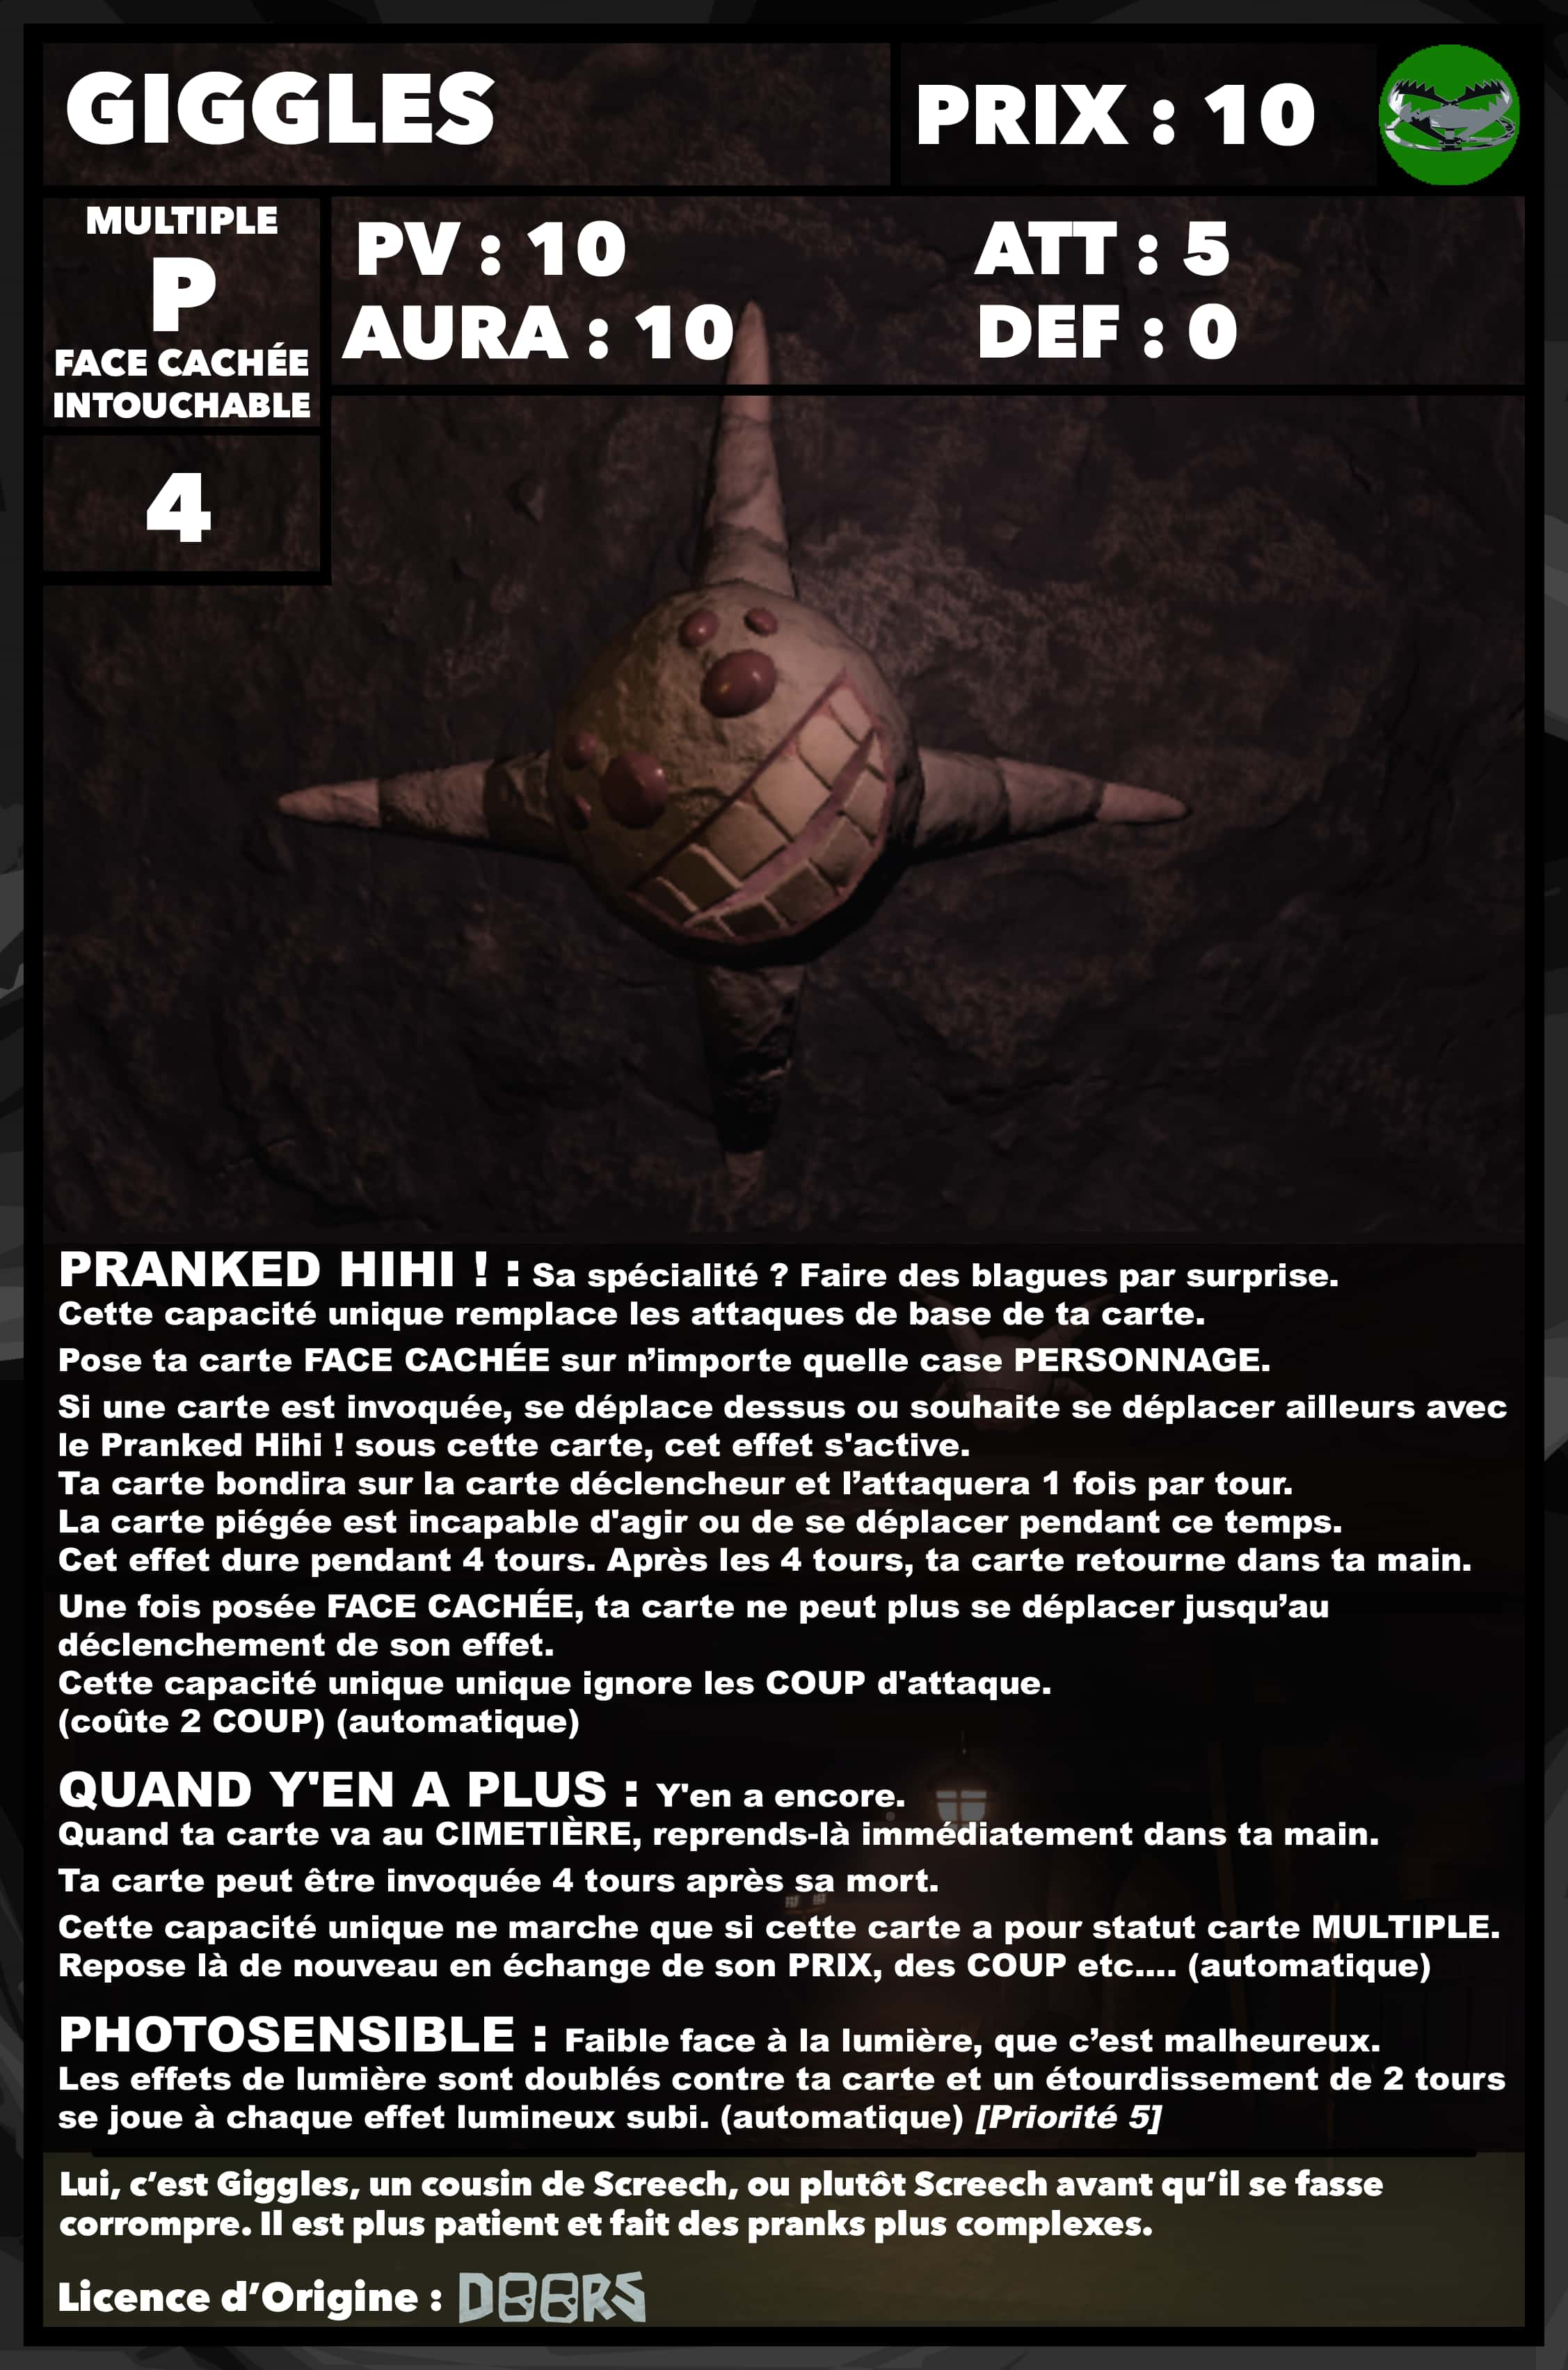 GIGGLES
PRIX : 10
MULTIPLE
P
FACE CACHÉE
INTOUCHABLE
4
PV : 10
ATT : 5
AURA : 10
DEF : 0
PRANKED HIHI ! : Sa spécialité ? Faire des blagues par surprise.
Cette capacité unique remplace les attaques de base de ta carte.
Pose ta carte FACE CACHÉE sur n’importe quelle case PERSONNAGE.
Si une carte est invoquée, se déplace dessus ou souhaite se déplacer ailleurs avec
le Pranked Hihi ! sous cette carte, cet effet s'active.
Ta carte bondira sur la carte déclencheur et l’attaquera 1 fois par tour.
La carte piégée est incapable d'agir ou de se déplacer pendant ce temps.
Cet effet dure pendant 4 tours. Après les 4 tours, ta carte retourne dans ta main.
Une fois posée FACE CACHÉE, ta carte ne peut plus se déplacer jusqu’au
déclenchement de son effet.
Cette capacité unique unique ignore les COUP d'attaque.
(coûte 2 COUP) (automatique)
QUAND Y'EN A PLUS : Y'en a encore.
Quand ta carte va au CIMETIÈRE, reprends-là immédiatement dans ta main.
Ta carte peut être invoquée 4 tours après sa mort.
Cette capacité unique ne marche que si cette carte a pour statut carte MULTIPLE.
Repose là de nouveau en échange de son PRIX, des COUP etc.... (automatique)
PHOTOSENSIBLE : Faible face à la lumière, que c’est malheureux.
Les effets de lumière sont doublés contre ta carte et un étourdissement de 2 tours
se joue à chaque effet lumineux subi. (automatique) [Priorité 5]
Lui, c’est Giggles, un cousin de Screech, ou plutôt Screech avant qu’il se fasse
corrompre. Il est plus patient et fait des pranks plus complexes.
Licence d’Origine : DOORS